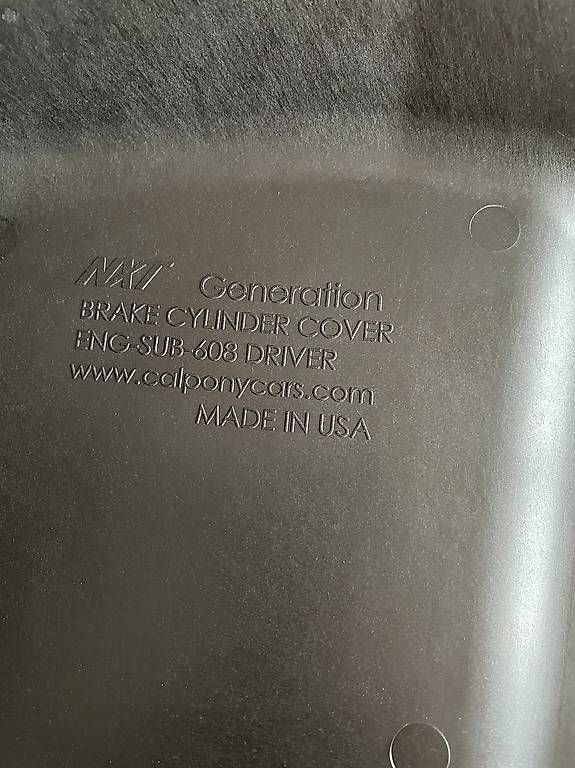 NXT Generation
BRAKE CYLINDER COVER
ENG-SUB-608 DRIVER
www.calponycars.com
MADE IN USA